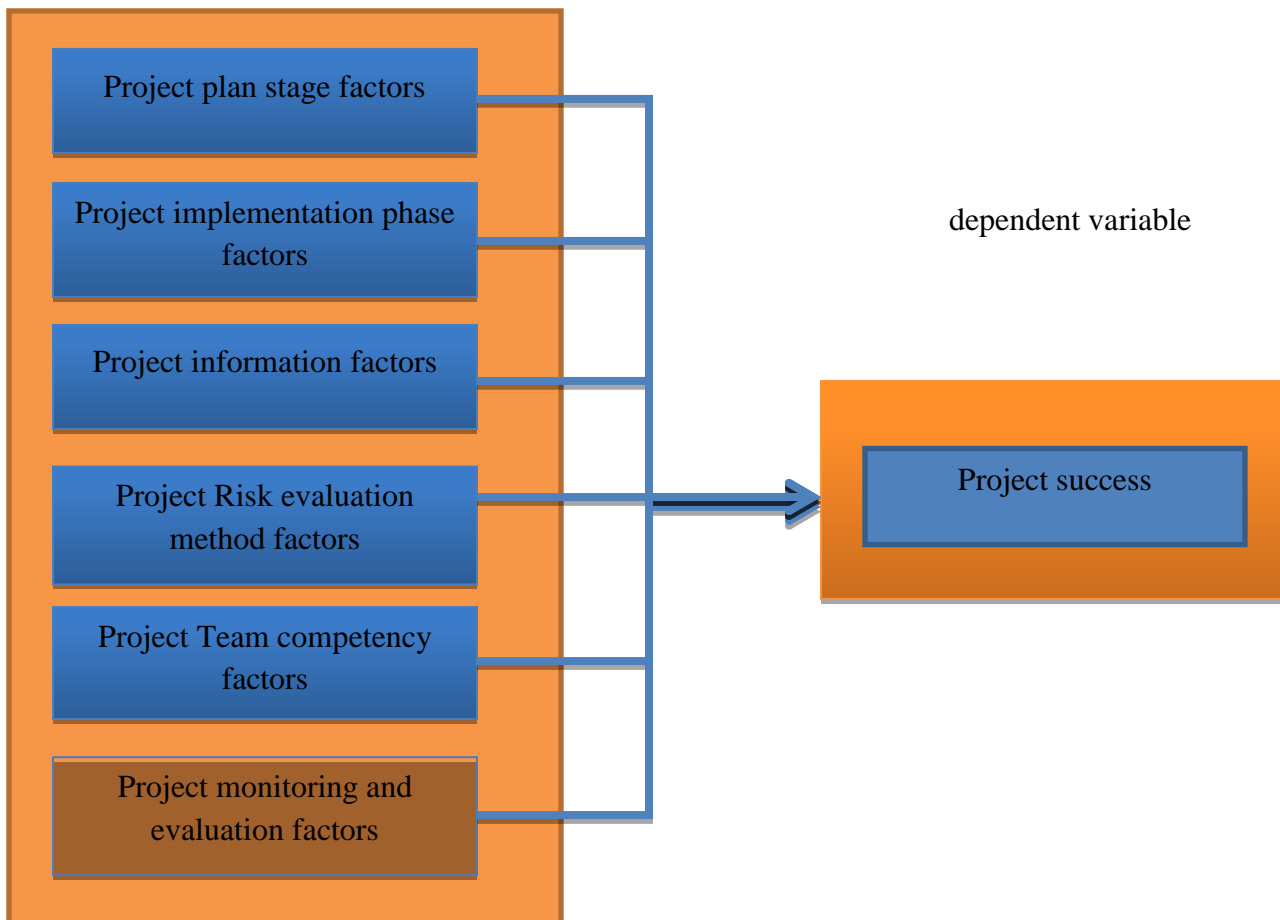 Project plan stage factors
Project implementation phase
factors
Project information factors
Project Risk evaluation
method factors
Project Team competency
factors
Project monitoring and
evaluation factors
dependent variable
Project success